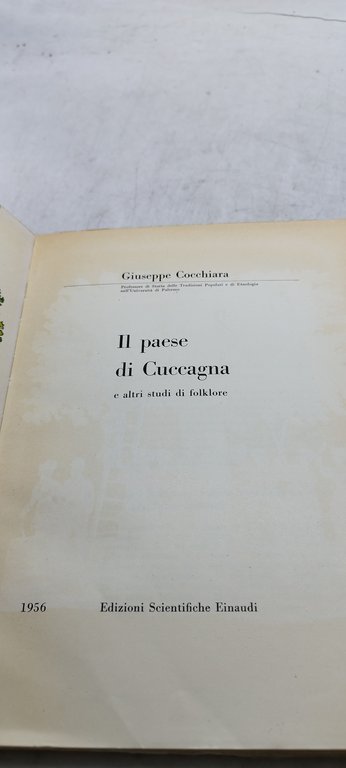 Giuseppe Cocchiara
Professore di Storia delle Tradizioni Popolari e di Etnologia
nell'Università di Palermo
Il paese
di Cuccagna
e altri studi di folklore
1956 Edizioni Scientifiche Einaudi